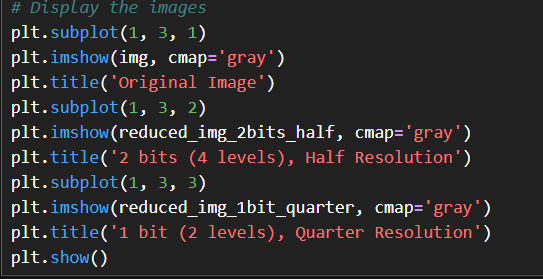 # Display the images
plt.subplot(1, 3, 1)
plt.imshow(img, cmap='gray')
plt.title('Original Image')
plt.subplot(1, 3, 2)
plt.imshow(reduced_img_2bits_half, cmap='gray')
plt.title('2 bits (4 levels), Half Resolution')
plt.subplot(1, 3, 3)
plt.imshow(reduced_img_1bit_quarter, cmap='gray')
plt.title('1 bit (2 levels), Quarter Resolution')
plt.show()